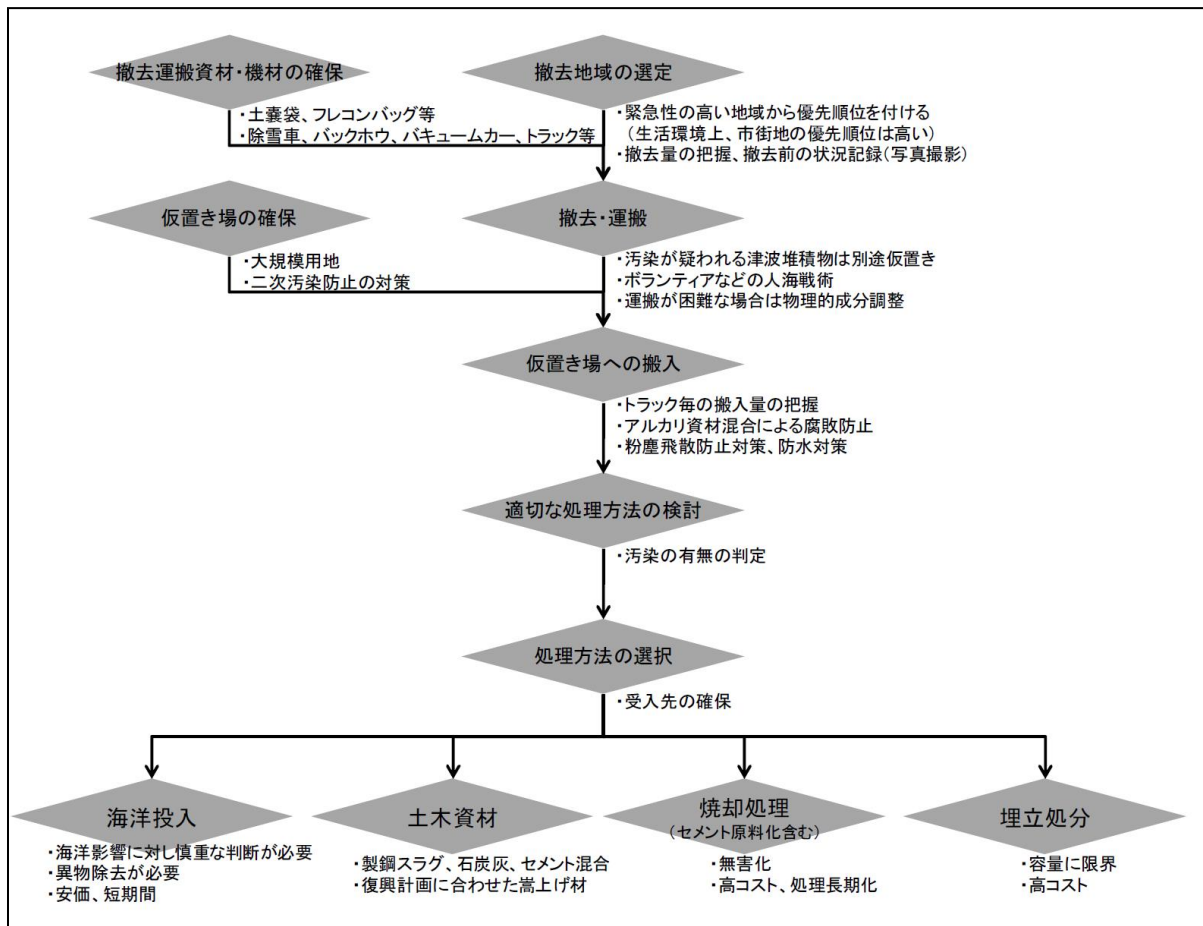 撤去運搬資材・機材の確保
・土嚢袋、フレコンバッグ等
・除雪車、バックホウ、バキュームカー、トラック等
撤去地域の選定
・緊急性の高い地域から優先順位を付ける
（生活環境上、市街地の優先順位は高い）
・撤去量の把握、撤去前の状況記録(写真撮影)
仮置き場の確保
・大規模用地
・二次汚染防止の対策
撤去・運搬
・汚染が疑われる津波堆積物は別途仮置き
・ボランティアなどの人海戦術
・運搬が困難な場合は物理的成分調整
仮置き場への搬入
・トラック毎の搬入量の把握
・アルカリ資材混合による腐敗防止
・粉塵飛散防止対策、防水対策
適切な処理方法の検討
・汚染の有無の判定
処理方法の選択
・受入先の確保
海洋投入
・海洋影響に対し慎重な判断が必要
・異物除去が必要
・安価、短期間
土木資材
・製鋼スラグ、石炭灰、セメント混合
・復興計画に合わせた嵩上げ材
焼却処理
（セメント原料化含む）
・無害化
・高コスト、処理長期化
埋立処分
・容量に限界
・高コスト